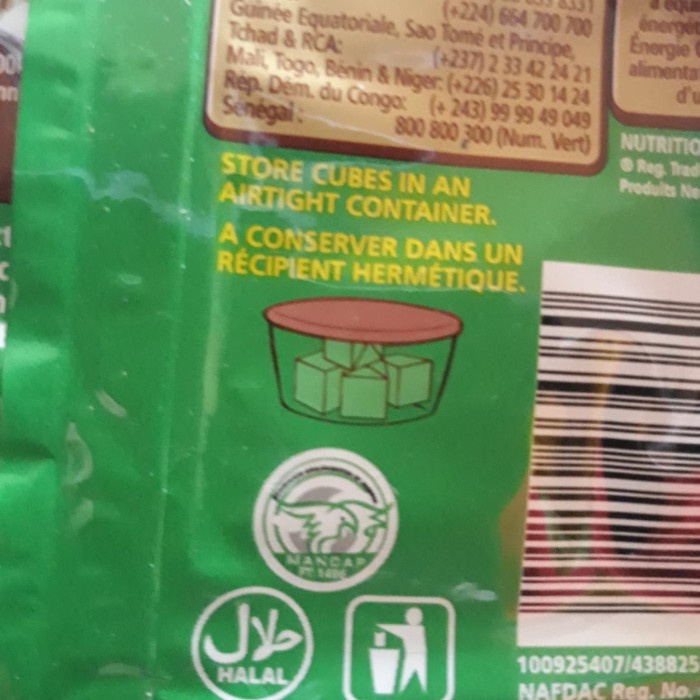 (+224) 664 700 700
Guinée Equatoriale, Sao Tomé et Principe,
Tchad & RCA: (+237) 2 33 42 24 21
Mali, Togo, Bénin & Niger: (+226) 25 30 14 24
Rép. Dém. du Congo: (+ 243) 99 99 49 049
Sénégal : 800 800 300 (Num. Vert)
Énergie
d'u
NUTRITIO
® Reg. Trad
Produits N
STORE CUBES IN AN
AIRTIGHT CONTAINER.
A CONSERVER DANS UN
RÉCIPIENT HERMÉTIQUE.
MANCAP
حلال
HALAL
100925407/438825
NAFDAC Reg. No